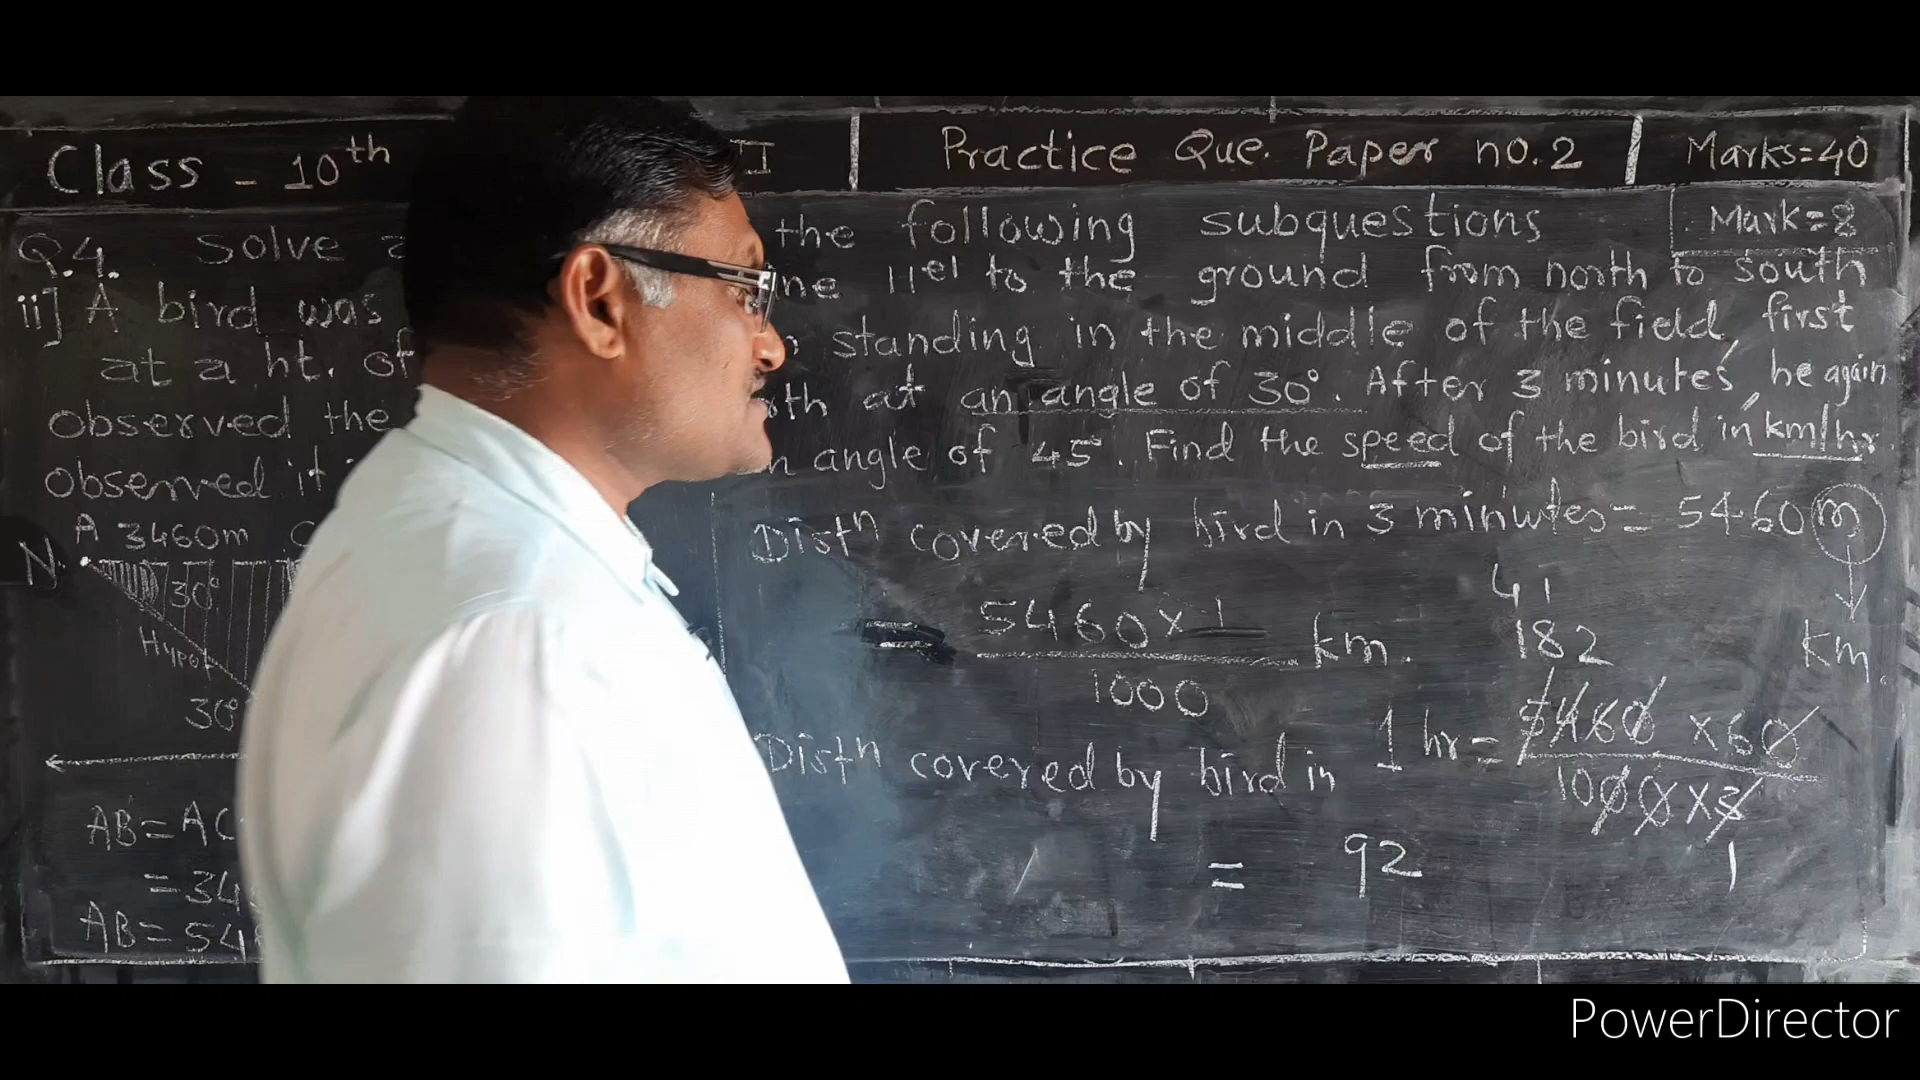 Class - 10th II Practice Que. Paper no. 2 Marks=40
Q.4. Solve the following subquestions Mark=8
ii] A bird was ne llel to the ground from north to south
at a ht. of standing in the middle of the field, first
observed the rth at an angle of 30°. After 3 minutes, he again
observed it n angle of 45°. Find the speed of the bird in km/hr.
A 3460m
N.
30°
Hypot
30°
AB=AC
=34
AB=54
Distn covered by bird in 3 minutes = 5460 m
5460×1
1000
km.
km.
Distn covered by bird in 1 hr = 5460 ×60
1000×3
41
182
1
= 92
PowerDirector